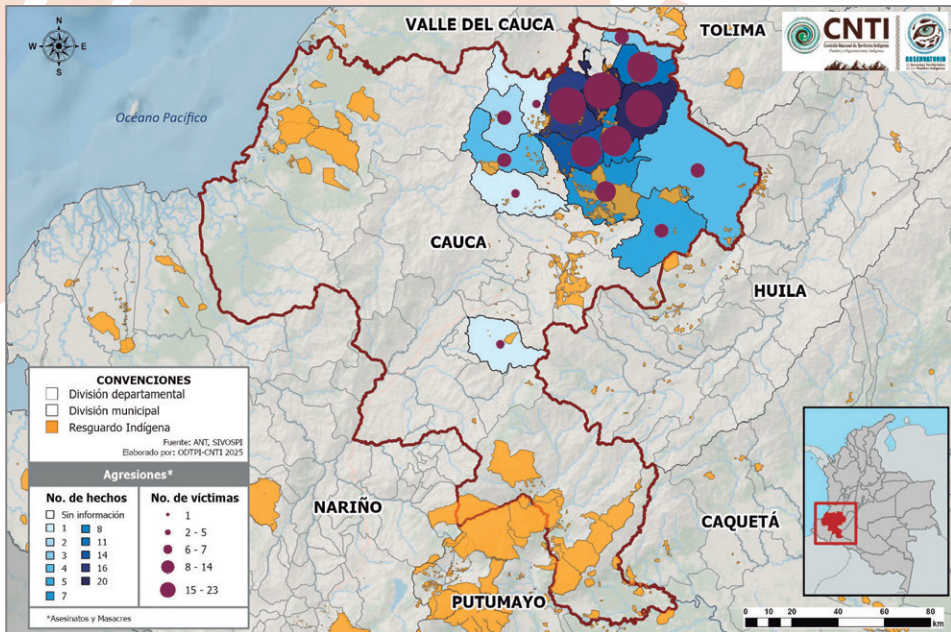 VALLE DEL CAUCA
TOLIMA
N
W E
S
CNTI
Comisión Nacional de Territorios Indígenas
OBSERVATORIO
Océano Pacífico
CAUCA
HUILA
CONVENCIONES
División departamental
División municipal
Resguardo Indígena
Fuente: ANT, SIVOSPI
Elaborado por: ODTPI-CNTI 2025
Agresiones*
No. de hechos
Sin información
1
2
3
4
5
7
8
11
14
16
20
No. de víctimas
1
2 - 5
6 - 7
8 - 14
15 - 23
*Asesinatos y Masacres
NARIÑO
CAQUETÁ
PUTUMAYO
0 10 20 40 60 80
km